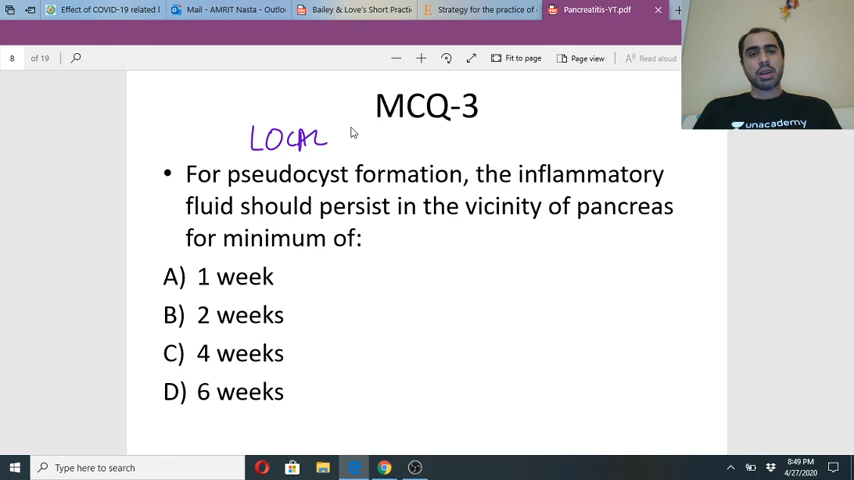 Effect of COVID-19 related l
Mail - AMRIT Nasta - Outlo
Bailey & Love's Short Practi
Strategy for the practice of
Pancreatitis-YT.pdf
8 of 19
Fit to page
Page view
Read aloud
unacademy
MCQ-3
LOCAL
• For pseudocyst formation, the inflammatory
fluid should persist in the vicinity of pancreas
for minimum of:
A) 1 week
B) 2 weeks
C) 4 weeks
D) 6 weeks
Type here to search
8:49 PM
4/27/2020